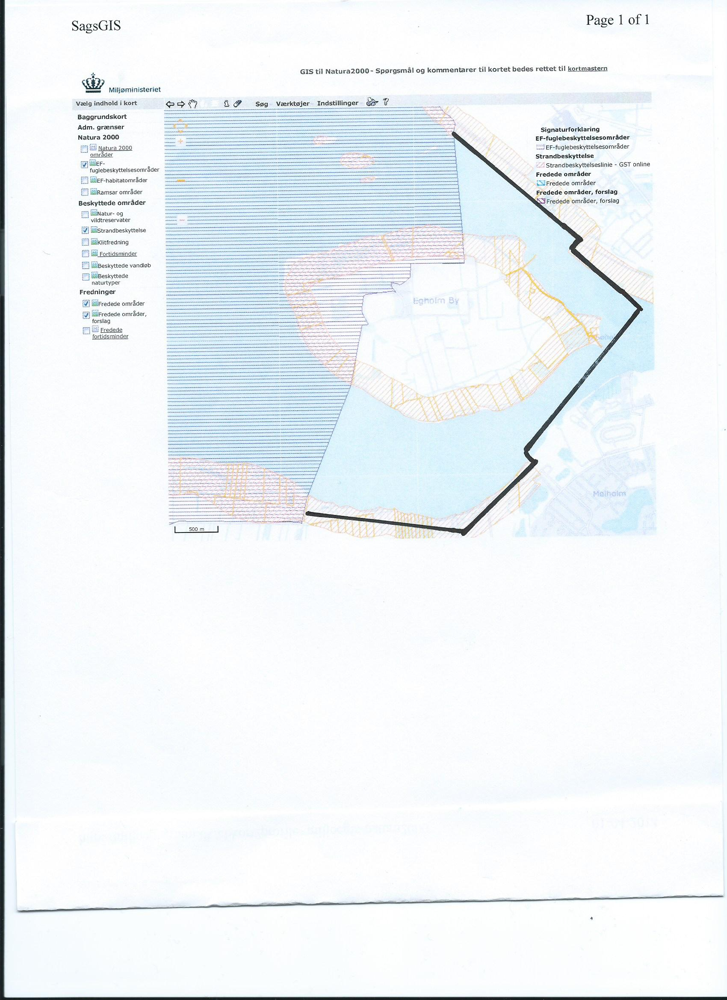 SagsGIS
Page 1 of 1
GIS til Natura2000 - Spørgsmål og kommentarer til kortet bedes rettet til kortmastern
Miljøministeriet
Vælg indhold i kort
Søg Værktøjer Indstillinger
Baggrundskort
Adm. grænser
Natura 2000
Natura 2000
områder
EF-
fuglebeskyttelsesområder
EF-habitatområder
Ramsar områder
Beskyttede områder
Natur- og
vildtreservater
Strandbeskyttelse
Klitfredning
Fortidsminder
Beskyttede vandløb
Beskyttede
naturtyper
Fredninger
Fredede områder
Fredede områder,
forslag
Fredede
fortidsminder
Signaturforklaring
EF-fuglebeskyttelsesområder
EF-fuglebeskyttelsesområder
Strandbeskyttelse
Strandbeskyttelseslinie - GST online
Fredede områder
Fredede områder
Fredede områder, forslag
Fredede områder, forslag
Egholm By
Mølholm
500 m